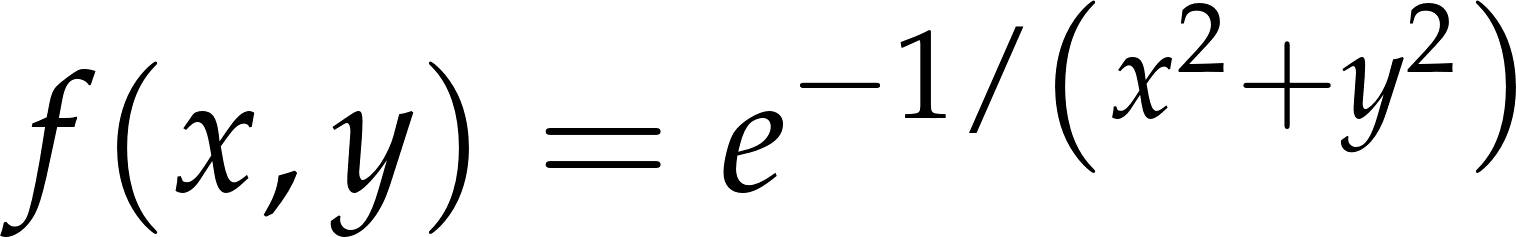 f(x, y) = e^{-1/(x^2+y^2)}